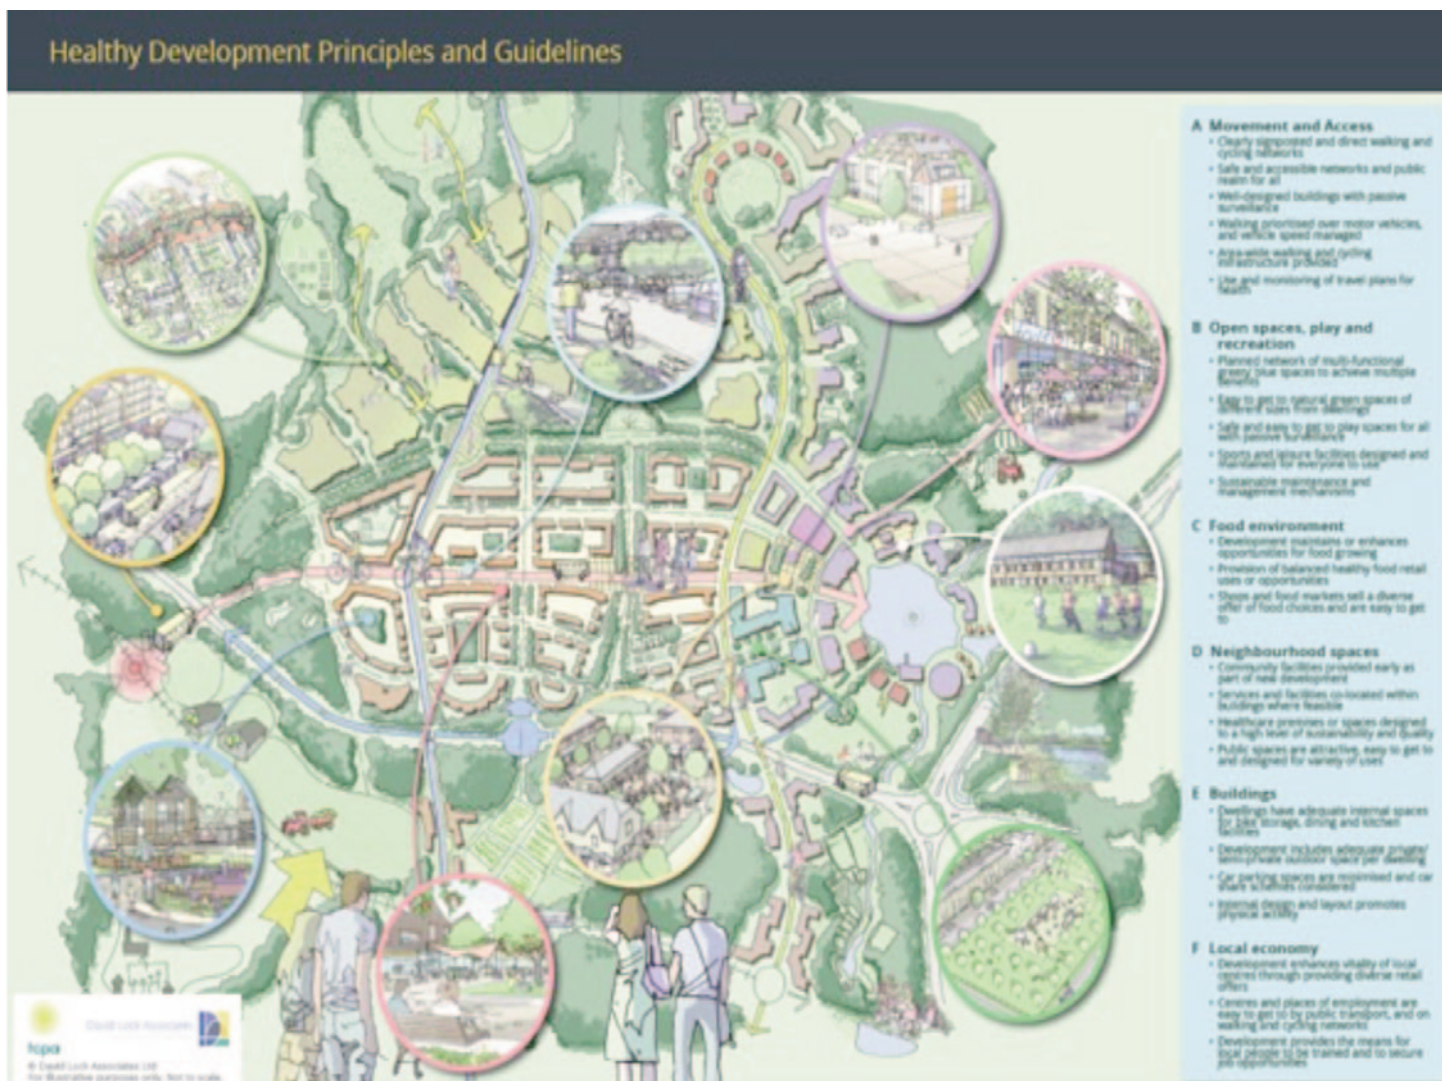 Healthy Development Principles and Guidelines
A Movement and Access
• Clearly signposted and direct walking and
cycling networks
• Safe and accessible networks and public
realm for all
• Well-designed buildings with passive
surveillance
• Walking prioritised over motor vehicles,
and vehicle speed managed
• Area-wide walking and cycling
infrastructure provided
• Use and monitoring of travel plans for
health
B Open spaces, play and
recreation
• Planned network of multi-functional
green/ blue spaces to achieve multiple
benefits
• Easy to get to natural green spaces of
different sizes from dwellings
• Safe and easy to get to play spaces for all
with passive surveillance
• Sports and leisure facilities designed and
maintained for everyone to use
• Sustainable maintenance and
management mechanisms
C Food environment
• Development maintains or enhances
opportunities for food growing
• Provision of balanced healthy food retail
uses or opportunities
• Shops and food markets sell a diverse
offer of food choices and are easy to get
to
D Neighbourhood spaces
• Community facilities provided early as
part of new development
• Services and facilities co-located within
buildings where feasible
• Healthcare premises or spaces designed
to a high level of sustainability and quality
• Public spaces are attractive, easy to get to
and designed for variety of uses
E Buildings
• Dwellings have adequate internal spaces
for bike storage, dining and kitchen
facilities
• Development includes adequate private/
semi-private outdoor space per dwelling
• Car parking spaces are minimised and car
share schemes considered
• Internal design and layout promotes
physical activity
F Local economy
• Development enhances vitality of local
centres through providing diverse retail
offers
• Centres and places of employment are
easy to get to by public transport, and on
walking and cycling networks
• Development provides the means for
local people to be trained and to secure
job opportunities
David Lock Associates
tcpa
© David Lock Associates Ltd
For illustrative purposes only. Not to scale.